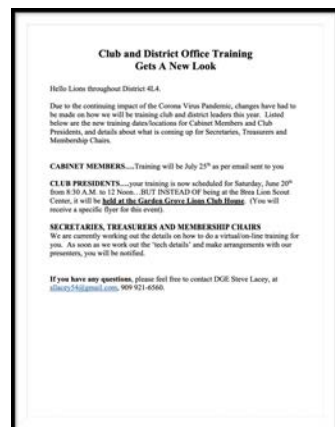 Club and District Office Training
Gets A New Look
Hello Lions throughout District 4L4.
Due to the continuing impact of the Corona Virus Pandemic, changes have had to
be made on how we will be training club and district leaders this year. Listed
below are the new training dates/locations for Cabinet Members and Club
Presidents, and details about what is coming up for Secretaries, Treasurers and
Membership Chairs.
CABINET MEMBERS....Training will be July 25th as per email sent to you
CLUB PRESIDENTS....your training is now scheduled for Saturday, June 20th
from 8:30 A.M. to 12 Noon…BUT INSTEAD OF being at the Brea Lion Scout
Center, it will be held at the Garden Grove Lions Club House. (You will
receive a specific flyer for this event).
SECRETARIES, TREASURERS AND MEMBERSHIP CHAIRS
We are currently working out the details on how to do a virtual/on-line training for
you. As soon as we work out the 'tech details' and make arrangements with our
presenters, you will be notified.
If you have any questions, please feel free to contact DGE Steve Lacey, at
sllacey54@gmail.com, 909 921-6560.